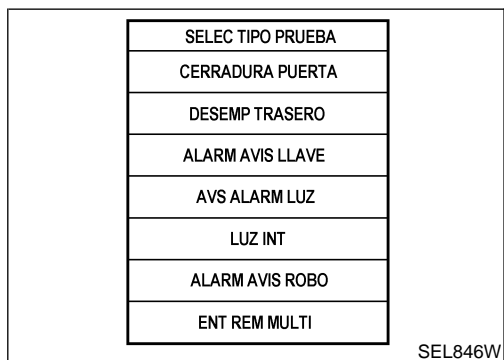 SELEC TIPO PRUEBA
CERRADURA PUERTA
DESEMP TRASERO
ALARM AVIS LLAVE
AVS ALARM LUZ
LUZ INT
ALARM AVIS ROBO
ENT REM MULTI
SEL846W